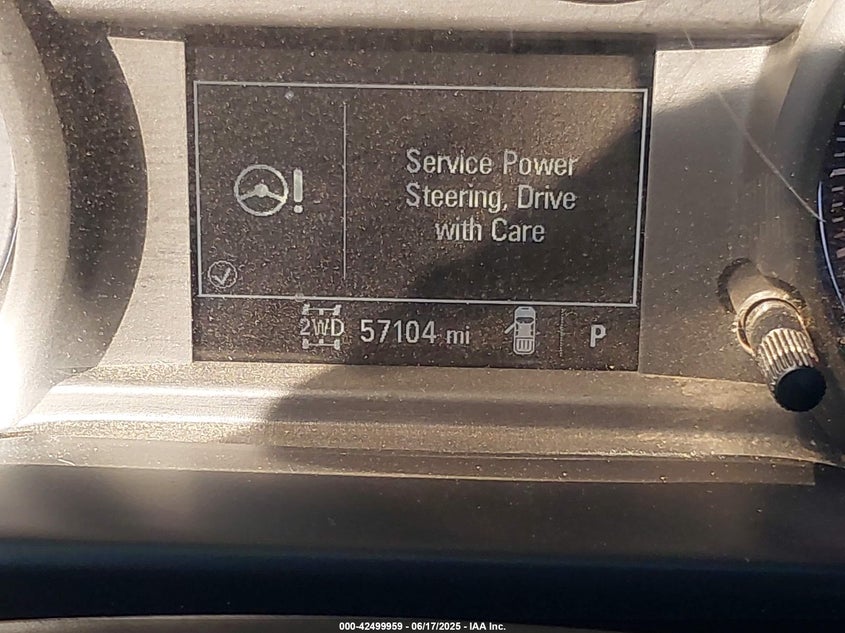 Service Power
Steering, Drive
with Care
2WD 57104 mi P
000-42499959 - 06/17/2025 - IAA Inc.